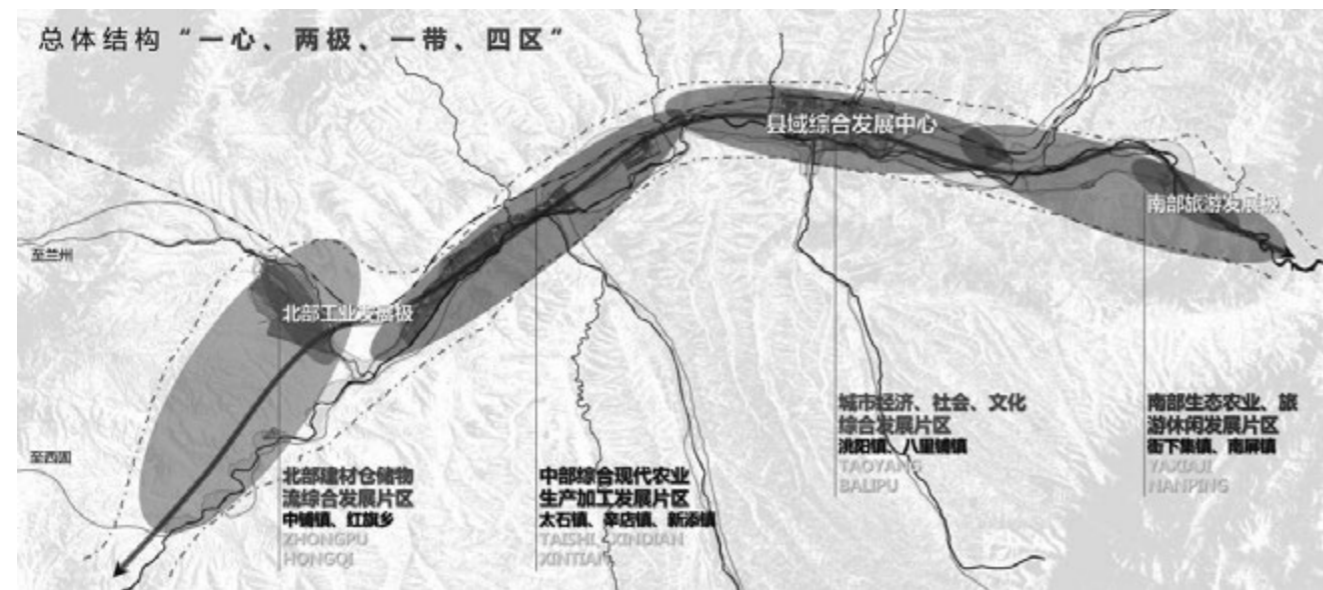 总体结构“一心、两极、一带、四区”
县域综合发展中心
南部旅游发展极
至兰州
北部工业发展极
至西固
城市经济、社会、文化
综合发展片区
洮阳镇、八里铺镇
TAOYANG
BALIPU
南部生态农业、旅
游休闲发展片区
衙下集镇、南屏镇
YAXIAJI
NANPING
北部建材仓储物
流综合发展片区
中铺镇、红旗乡
ZHONGPU
HONGQI
中部综合现代农业
生产加工发展片区
太石镇、辛店镇、新添镇
TAISHI、XINDIAN
XINTIAN